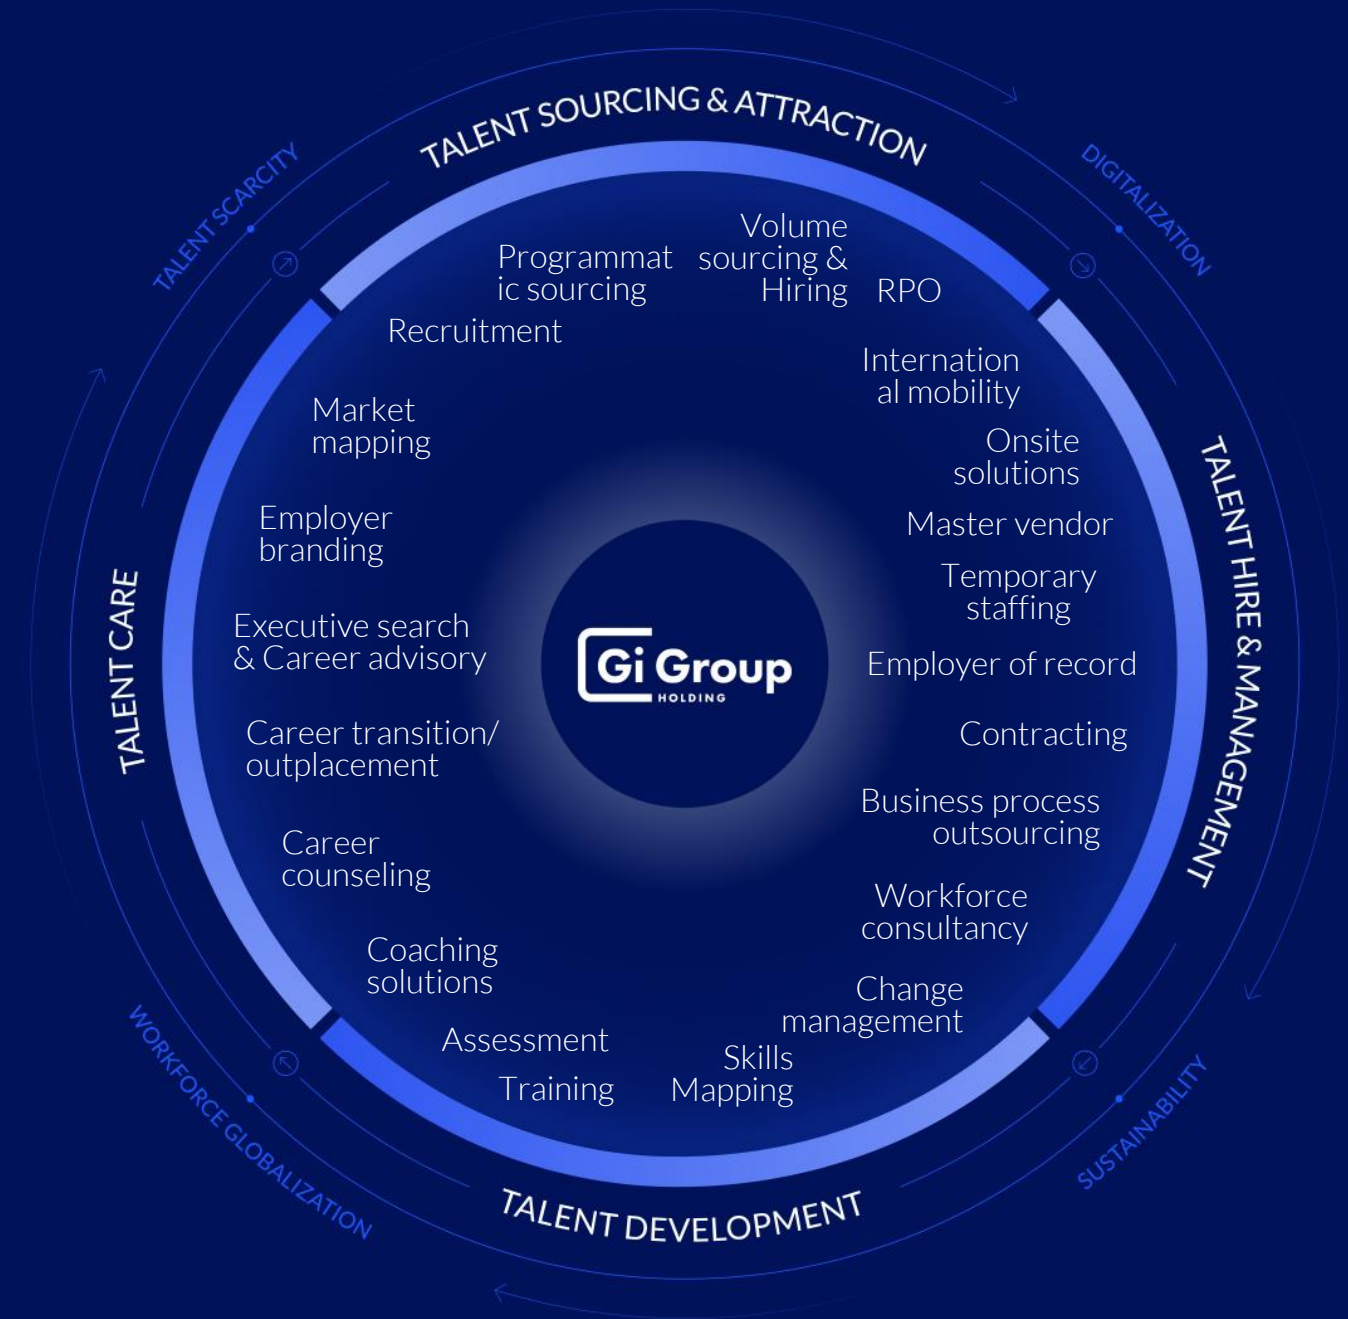 TALENT SOURCING & ATTRACTION
TALENT SCARCITY
DIGITALIZATION
Programmat
ic sourcing
Volume
sourcing &
Hiring
RPO
Recruitment
Internation
al mobility
Market
mapping
Onsite
solutions
Employer
branding
Master vendor
Temporary
staffing
TALENT CARE
TALENT HIRE & MANAGEMENT
Executive search
& Career advisory
Gi Group
HOLDING
Employer of record
Career transition/
outplacement
Contracting
Business process
outsourcing
Career
counseling
Workforce
consultancy
Coaching
solutions
Change
management
Assessment
Skills
Mapping
Training
WORKFORCE GLOBALIZATION
SUSTAINABILITY
TALENT DEVELOPMENT